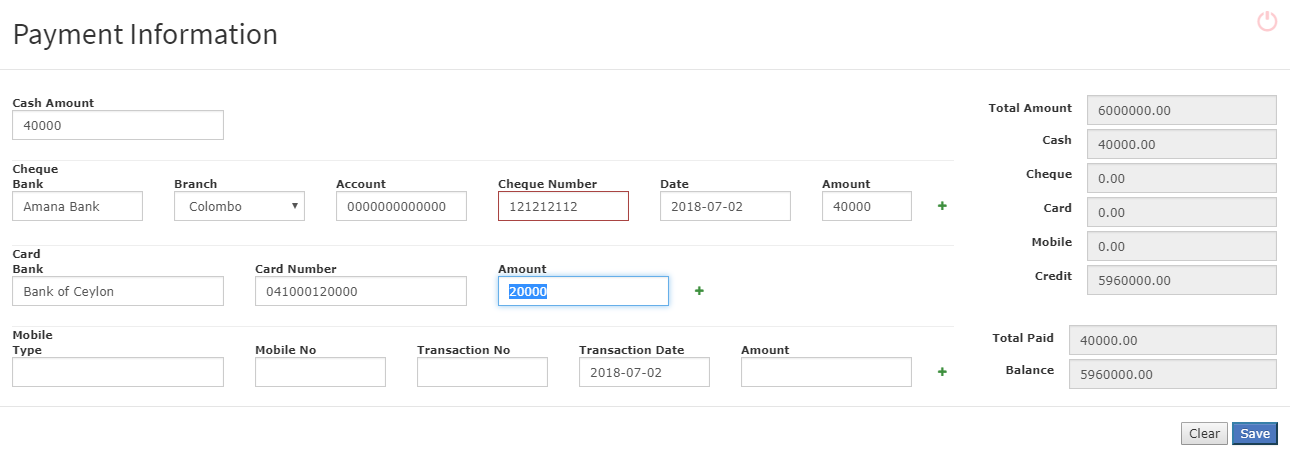 Payment Information
Cash Amount
40000
Total Amount 6000000.00
Cash 40000.00
Cheque 0.00
Card 0.00
Mobile 0.00
Credit 5960000.00
Cheque
Bank Branch Account Cheque Number Date Amount
Amana Bank Colombo 0000000000000 121212112 2018-07-02 40000
Card
Bank Card Number Amount
Bank of Ceylon 041000120000 20000
Mobile
Type Mobile No Transaction No Transaction Date Amount
2018-07-02
Total Paid 40000.00
Balance 5960000.00
Clear Save